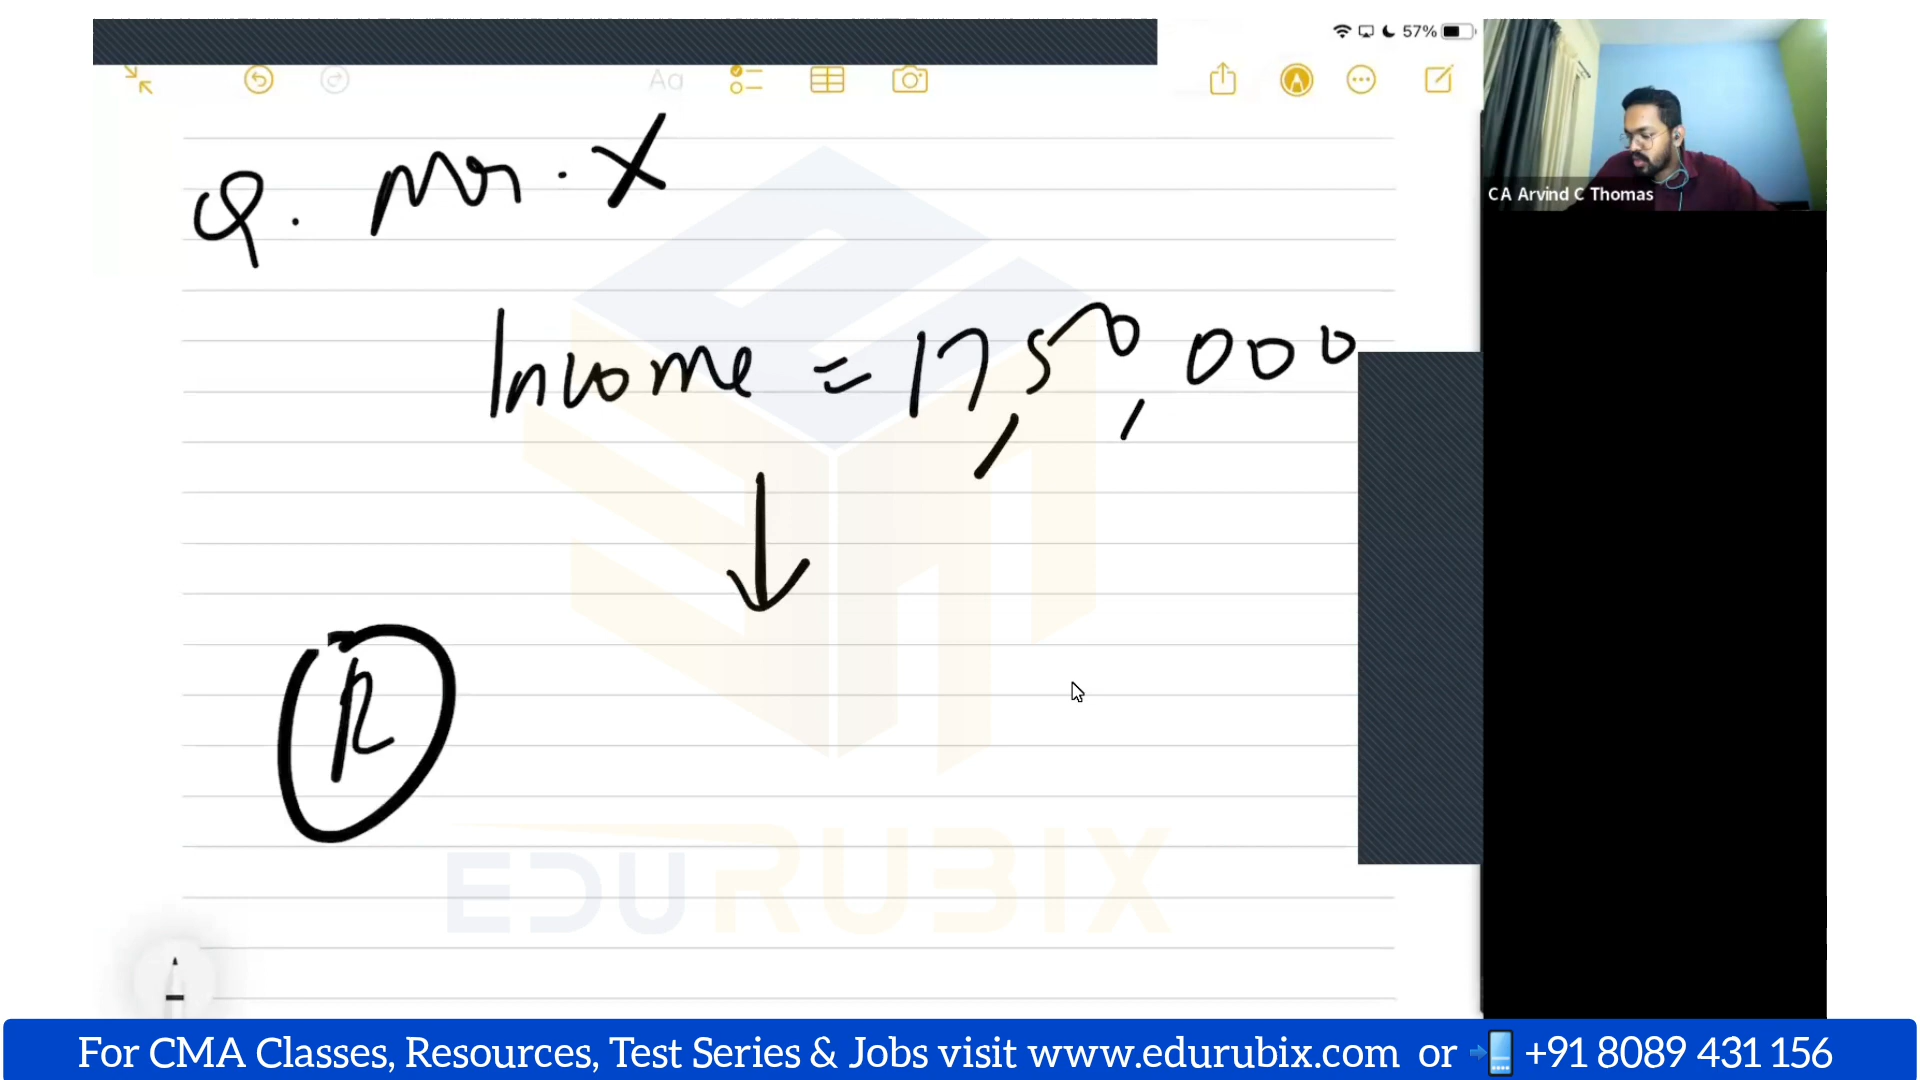 57%
Aa
CA Arvind C Thomas
Q. Mr. X
Income = 17,50,000
R
EDURUBIX
For CMA Classes, Resources, Test Series & Jobs visit www.edurubix.com or +91 8089 431 156